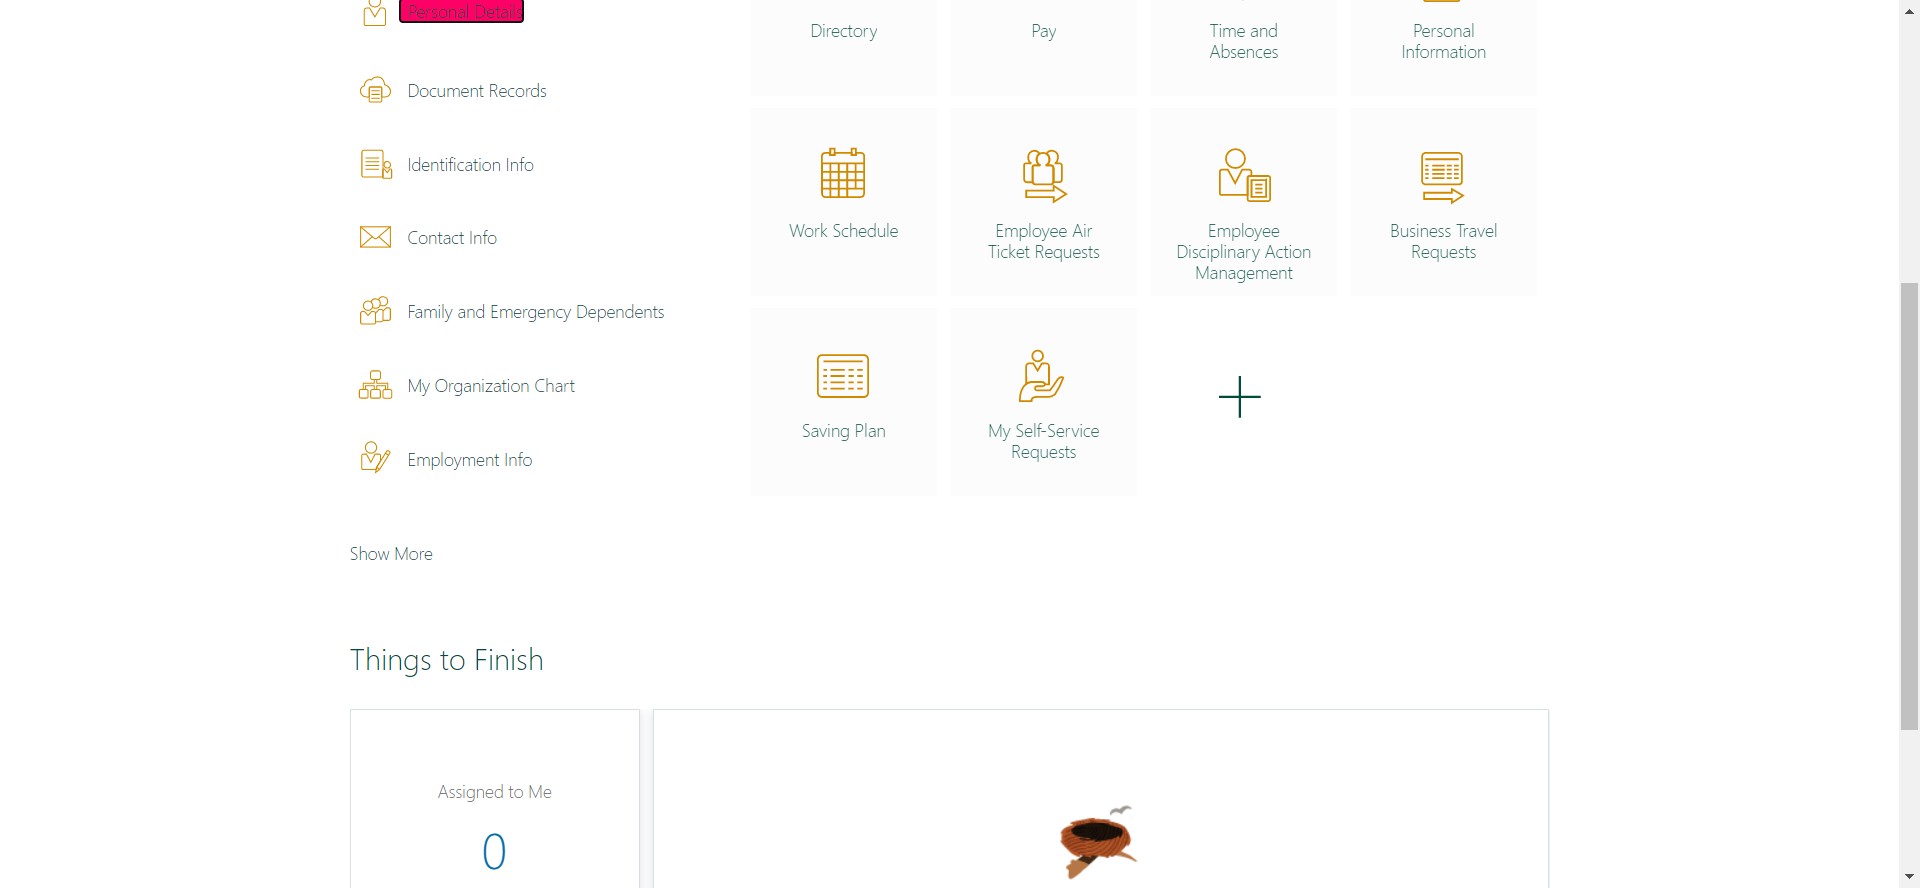 Personal Details
Document Records
Identification Info
Contact Info
Family and Emergency Dependents
My Organization Chart
Employment Info
Show More
Directory
Pay
Time and
Absences
Personal
Information
Work Schedule
Employee Air
Ticket Requests
Employee
Disciplinary Action
Management
Business Travel
Requests
Saving Plan
My Self-Service
Requests
Things to Finish
Assigned to Me
0